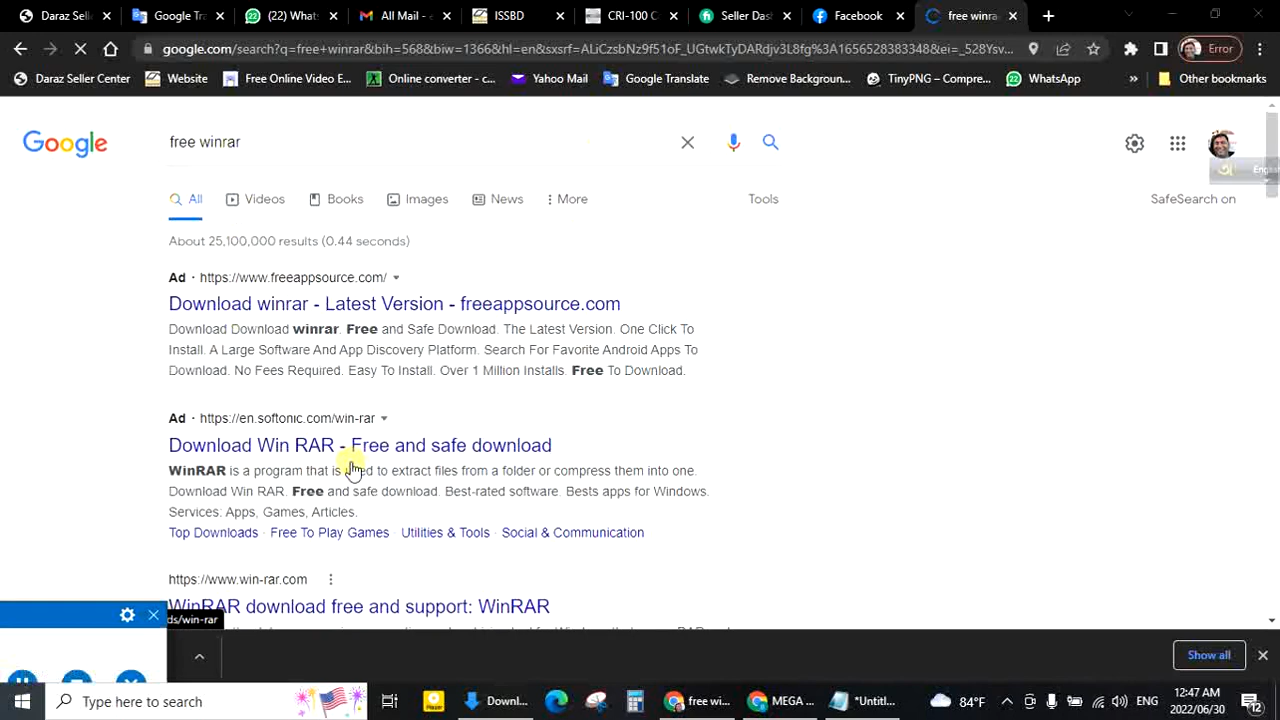 Daraz Sell
Google Trans
(22) Whats
All Mail - 
ISSBD
CRI-100 C
Seller Das
Facebook
free winra
google.com/search?q=free+winrar&bih=568&biw=1366&hl=en&sxsrf=ALiCzsbNz9f51oF_UGtwkTyDARdjv3L8fg%3A1656528383348&ei=_528Ysv...
Error
Daraz Seller Center
Website
Free Online Video E...
Online converter - c...
Yahoo Mail
Google Translate
Remove Backgroun...
TinyPNG – Compre...
WhatsApp
»
Other bookmarks
Google
free winrar
Englis
All
Videos
Books
Images
News
More
Tools
SafeSearch on
About 25,100,000 results (0.44 seconds)
Ad · https://www.freeappsource.com/
Download winrar - Latest Version - freeappsource.com
Download Download winrar. Free and Safe Download. The Latest Version. One Click To
Install. A Large Software And App Discovery Platform. Search For Favorite Android Apps To
Download. No Fees Required. Easy To Install. Over 1 Million Installs. Free To Download.
Ad · https://en.softonic.com/win-rar
Download Win RAR - Free and safe download
WinRAR is a program that is used to extract files from a folder or compress them into one.
Download Win RAR. Free and safe download. Best-rated software. Bests apps for Windows.
Services: Apps, Games, Articles.
Top Downloads · Free To Play Games · Utilities & Tools · Social & Communication
https://www.win-rar.com
WinRAR download free and support: WinRAR
ds/win-rar
Show all
Type here to search
Downl...
free wi...
MEGA ...
*Untitl...
84°F
ENG
12:47 AM
2022/06/30
12